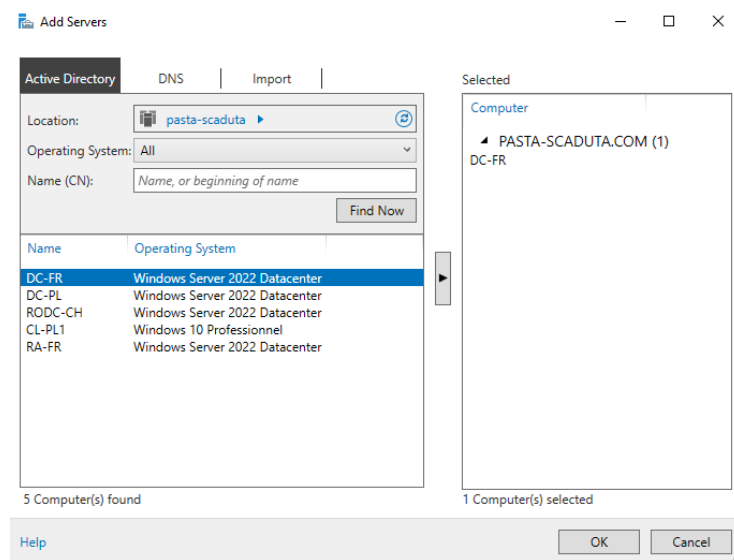 Add Servers
Active Directory DNS Import
Location: pasta-scaduta
Operating System: All
Name (CN): Name, or beginning of name
Find Now
Name Operating System
DC-FR Windows Server 2022 Datacenter
DC-PL Windows Server 2022 Datacenter
RODC-CH Windows Server 2022 Datacenter
CL-PL1 Windows 10 Professionnel
RA-FR Windows Server 2022 Datacenter
5 Computer(s) found
Selected
Computer
PASTA-SCADUTA.COM (1)
DC-FR
1 Computer(s) selected
Help OK Cancel